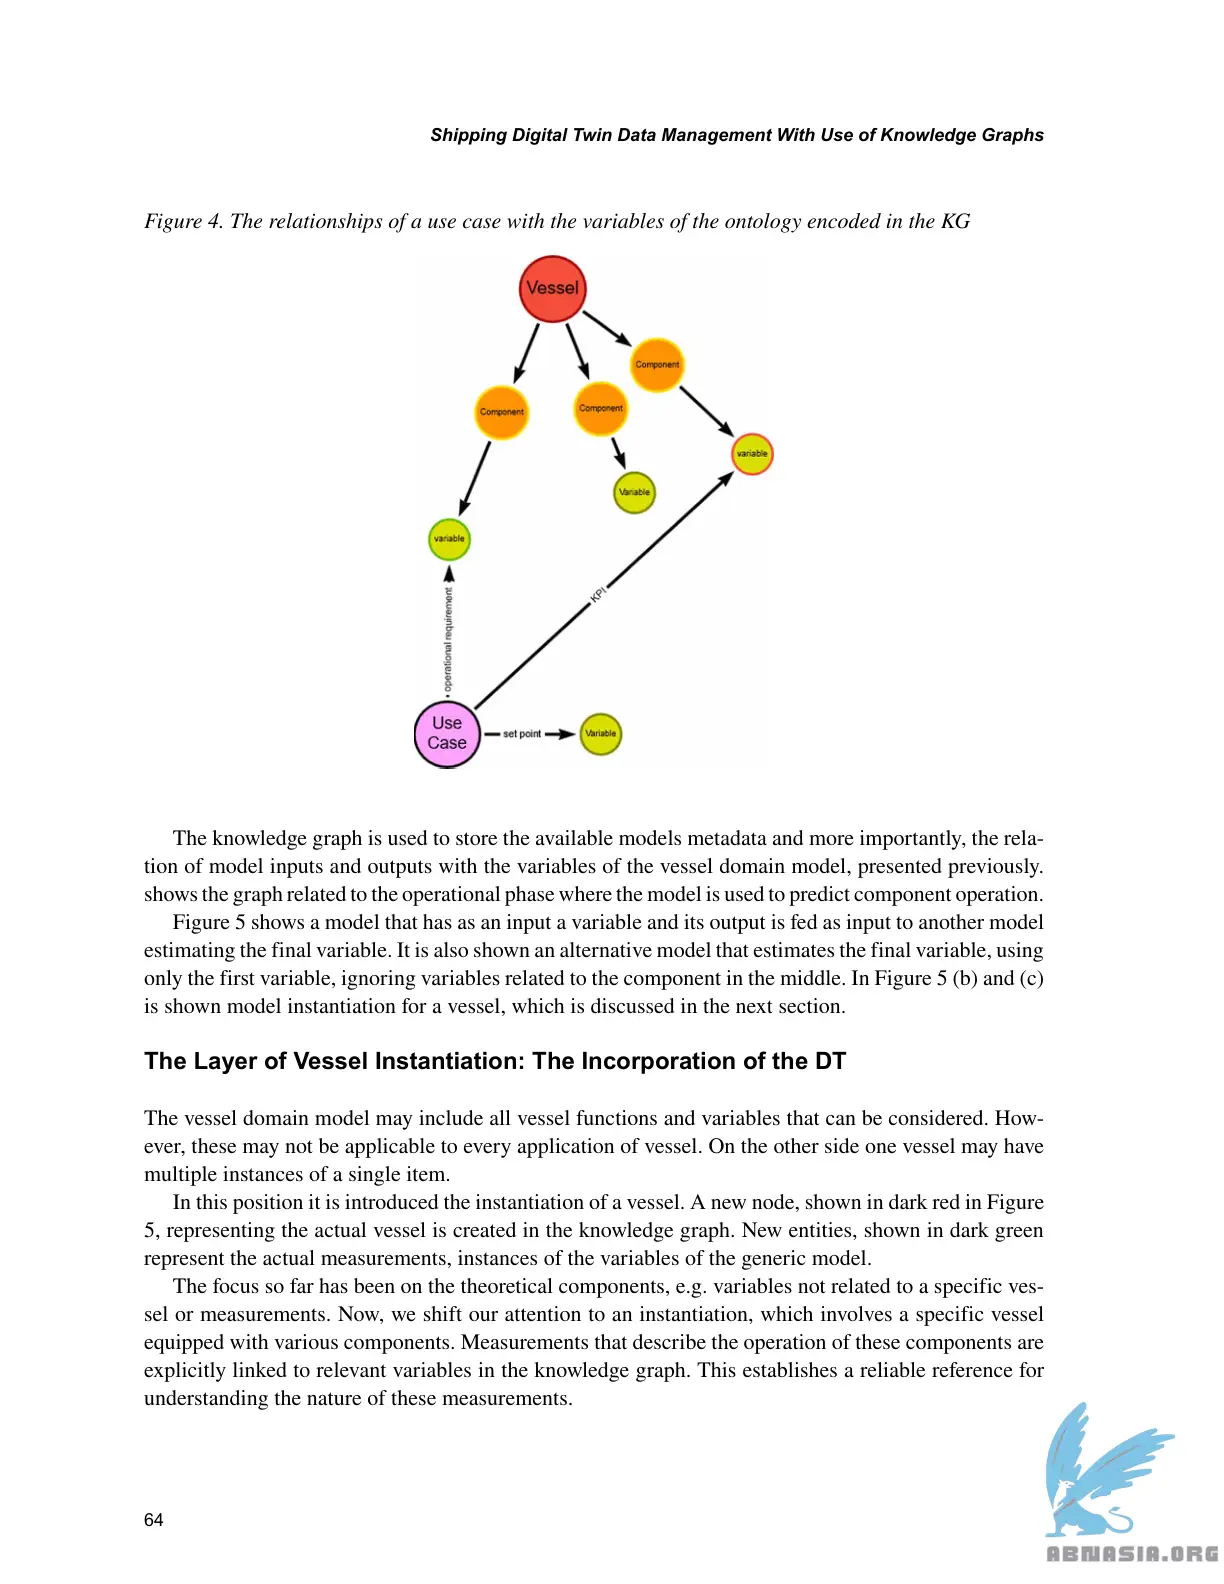 Shipping Digital Twin Data Management With Use of Knowledge Graphs
Figure 4. The relationships of a use case with the variables of the ontology encoded in the KG
Vessel
Component
Component
Component
variable
Variable
variable
KPI
operational requirement
Use
Case
set point
Variable
The knowledge graph is used to store the available models metadata and more importantly, the rela-
tion of model inputs and outputs with the variables of the vessel domain model, presented previously.
shows the graph related to the operational phase where the model is used to predict component operation.
Figure 5 shows a model that has as an input a variable and its output is fed as input to another model
estimating the final variable. It is also shown an alternative model that estimates the final variable, using
only the first variable, ignoring variables related to the component in the middle. In Figure 5 (b) and (c)
is shown model instantiation for a vessel, which is discussed in the next section.
The Layer of Vessel Instantiation: The Incorporation of the DT
The vessel domain model may include all vessel functions and variables that can be considered. How-
ever, these may not be applicable to every application of vessel. On the other side one vessel may have
multiple instances of a single item.
In this position it is introduced the instantiation of a vessel. A new node, shown in dark red in Figure
5, representing the actual vessel is created in the knowledge graph. New entities, shown in dark green
represent the actual measurements, instances of the variables of the generic model.
The focus so far has been on the theoretical components, e.g. variables not related to a specific ves-
sel or measurements. Now, we shift our attention to an instantiation, which involves a specific vessel
equipped with various components. Measurements that describe the operation of these components are
explicitly linked to relevant variables in the knowledge graph. This establishes a reliable reference for
understanding the nature of these measurements.
64
ABNASIA.ORG